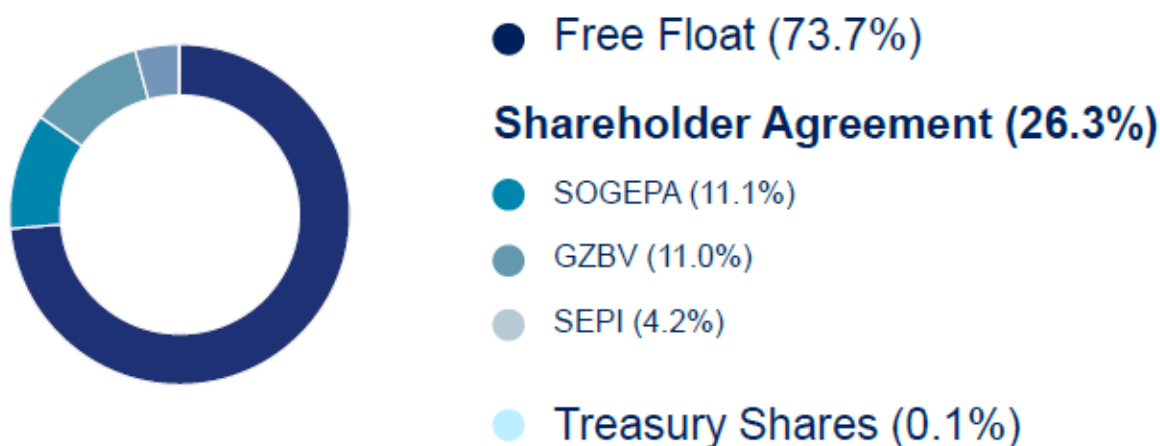 Free Float (73.7%)
Shareholder Agreement (26.3%)
SOGEPA (11.1%)
GZBV (11.0%)
SEPI (4.2%)
Treasury Shares (0.1%)